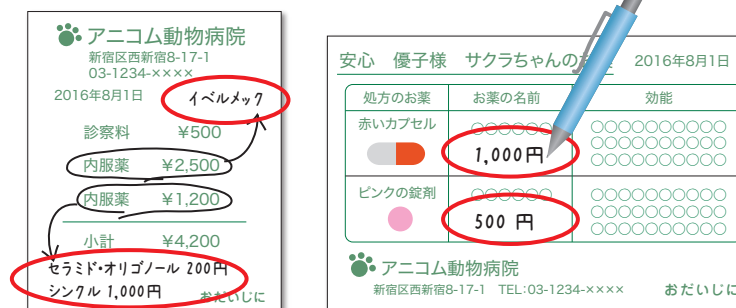 アニコム動物病院
新宿区西新宿8-17-1
03-1234-××××
2016年8月1日
イベルメック
診察料 ¥500
内服薬 ¥2,500
内服薬 ¥1,200
小計 ¥4,200
セラミド・オリゴノール 200円
シンクル 1,000円
おだいじに
安心 優子様 サクラちゃんの
2016年8月1日
処方のお薬 お薬の名前 効能
赤いカプセル ○○○○○○ ○○○○○○○○○○
○○○○○○○○○○
1,000円 ○○○○○○○○○○
ピンクの錠剤 ○○○○○○ ○○○○○○○○○○
○○○○○○○○○○
500 円 ○○○○○○○○○○
アニコム動物病院
新宿区西新宿8-17-1 TEL:03-1234-×××× おだいじに